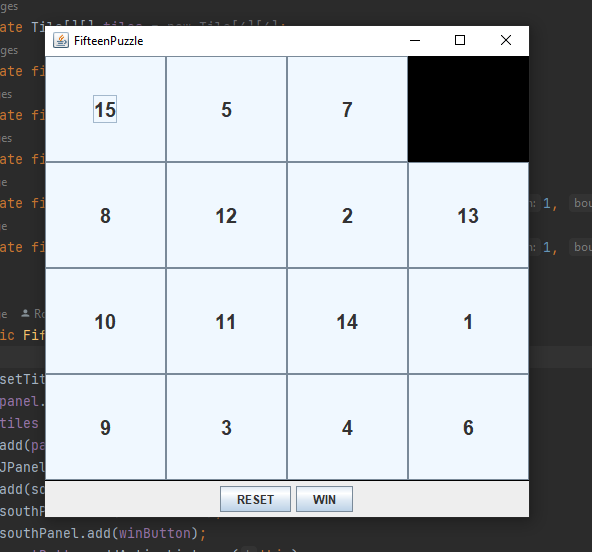 ges
ate Tile[][] tiles = new Tile[4][4];
FifteenPuzzle
ges
ate fi
es
ate fi
es
ate fi
e
ate fi 1, bou
e
ate fi 1, bou
15 5 7
8 12 2 13
10 11 14 1
9 3 4 6
e Ro
ic Fif
setTit
panel.
tiles
add(pa
JPanel
add(so
southP
southPanel.add(winButton);
RESET WIN